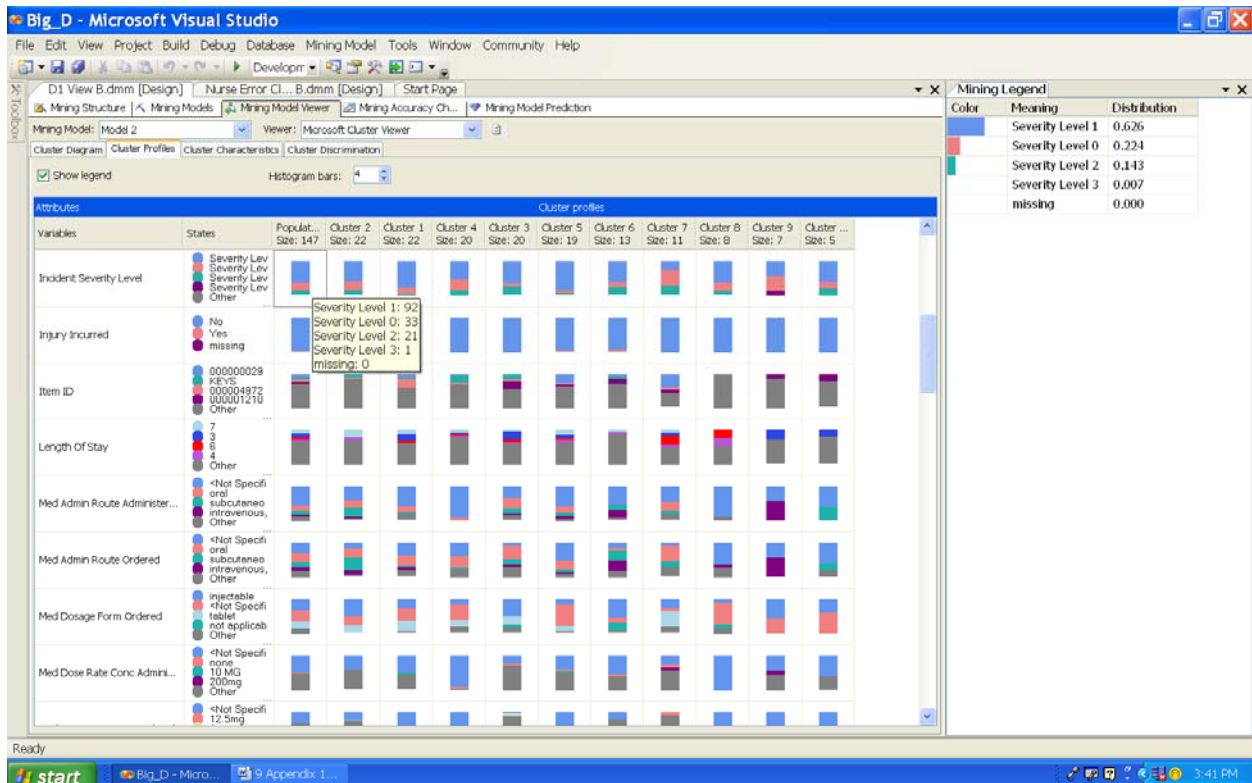 Big_D - Microsoft Visual Studio
File Edit View Project Build Debug Database Mining Model Tools Window Community Help
Developr
D1 View B.dmm [Design] Nurse Error Cl... B.dmm [Design] Start Page
Toolbox
Mining Structure Mining Models Mining Model Viewer Mining Accuracy Ch... Mining Model Prediction
Mining Model: Model 2 Viewer: Microsoft Cluster Viewer
Cluster Diagram Cluster Profiles Cluster Characteristics Cluster Discrimination
Show legend Histogram bars: 4
Attributes Cluster profiles
Variables States Populat... Cluster 2 Cluster 1 Cluster 4 Cluster 3 Cluster 5 Cluster 6 Cluster 7 Cluster 8 Cluster 9 Cluster ...
Size: 147 Size: 22 Size: 22 Size: 20 Size: 20 Size: 19 Size: 13 Size: 11 Size: 8 Size: 7 Size: 5
Incident Severity Level
Severity Lev
Severity Lev
Severity Lev
Severity Lev
Other
Severity Level 1: 92
Severity Level 0: 33
Severity Level 2: 21
Severity Level 3: 1
missing: 0
Injury Incurred
No
Yes
missing
Item ID
000000029
KEYS
000004972
000001210
Other
Length Of Stay
7
3
6
4
Other
Med Admin Route Administer...
<Not Specifi
oral
subcutaneo
intravenous,
Other
Med Admin Route Ordered
<Not Specifi
oral
subcutaneo
intravenous,
Other
Med Dosage Form Ordered
injectable
<Not Specifi
tablet
not applicab
Other
Med Dose Rate Conc Admini...
<Not Specifi
none
10 MG
200mg
Other
<Not Specifi
12.5mg
Mining Legend
Color Meaning Distribution
Severity Level 1 0.626
Severity Level 0 0.224
Severity Level 2 0.143
Severity Level 3 0.007
missing 0.000
Ready
start Big_D - Micro... 9 Appendix 1... 3:41 PM